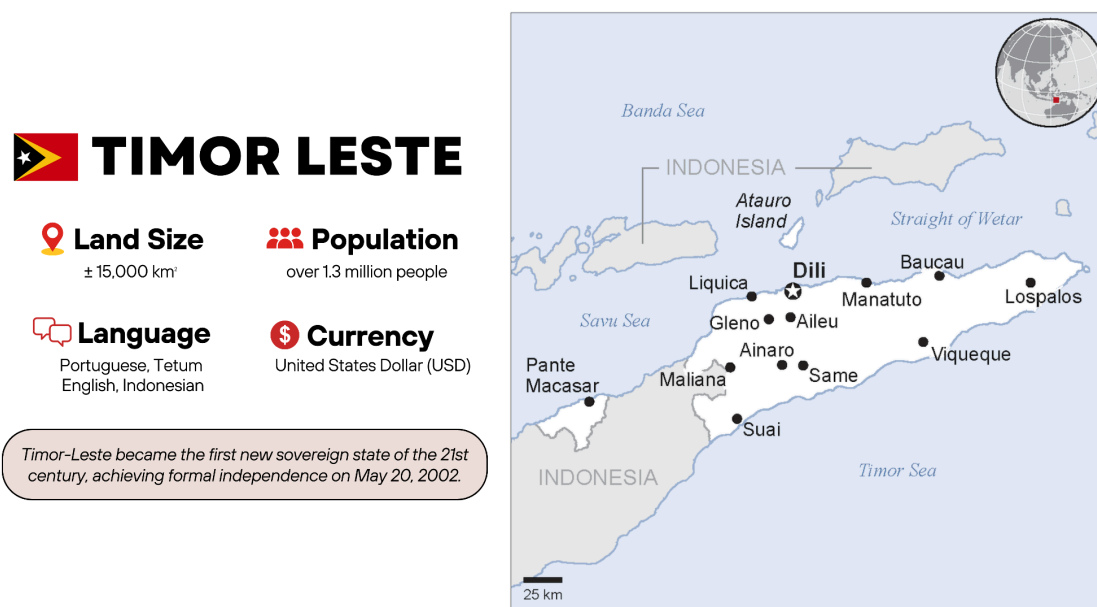 TIMOR LESTE
Land Size
± 15,000 km²
Population
over 1.3 million people
Language
Portuguese, Tetum
English, Indonesian
$
Currency
United States Dollar (USD)
Timor-Leste became the first new sovereign state of the 21st
century, achieving formal independence on May 20, 2002.
Banda Sea
INDONESIA
Atauro
Island
Straight of Wetar
Dili
Baucau
Liquica
Manatuto
Lospalos
Savu Sea
Gleno
Aileu
Ainaro
Viqueque
Pante
Macasar
Maliana
Same
Suai
INDONESIA
Timor Sea
25 km